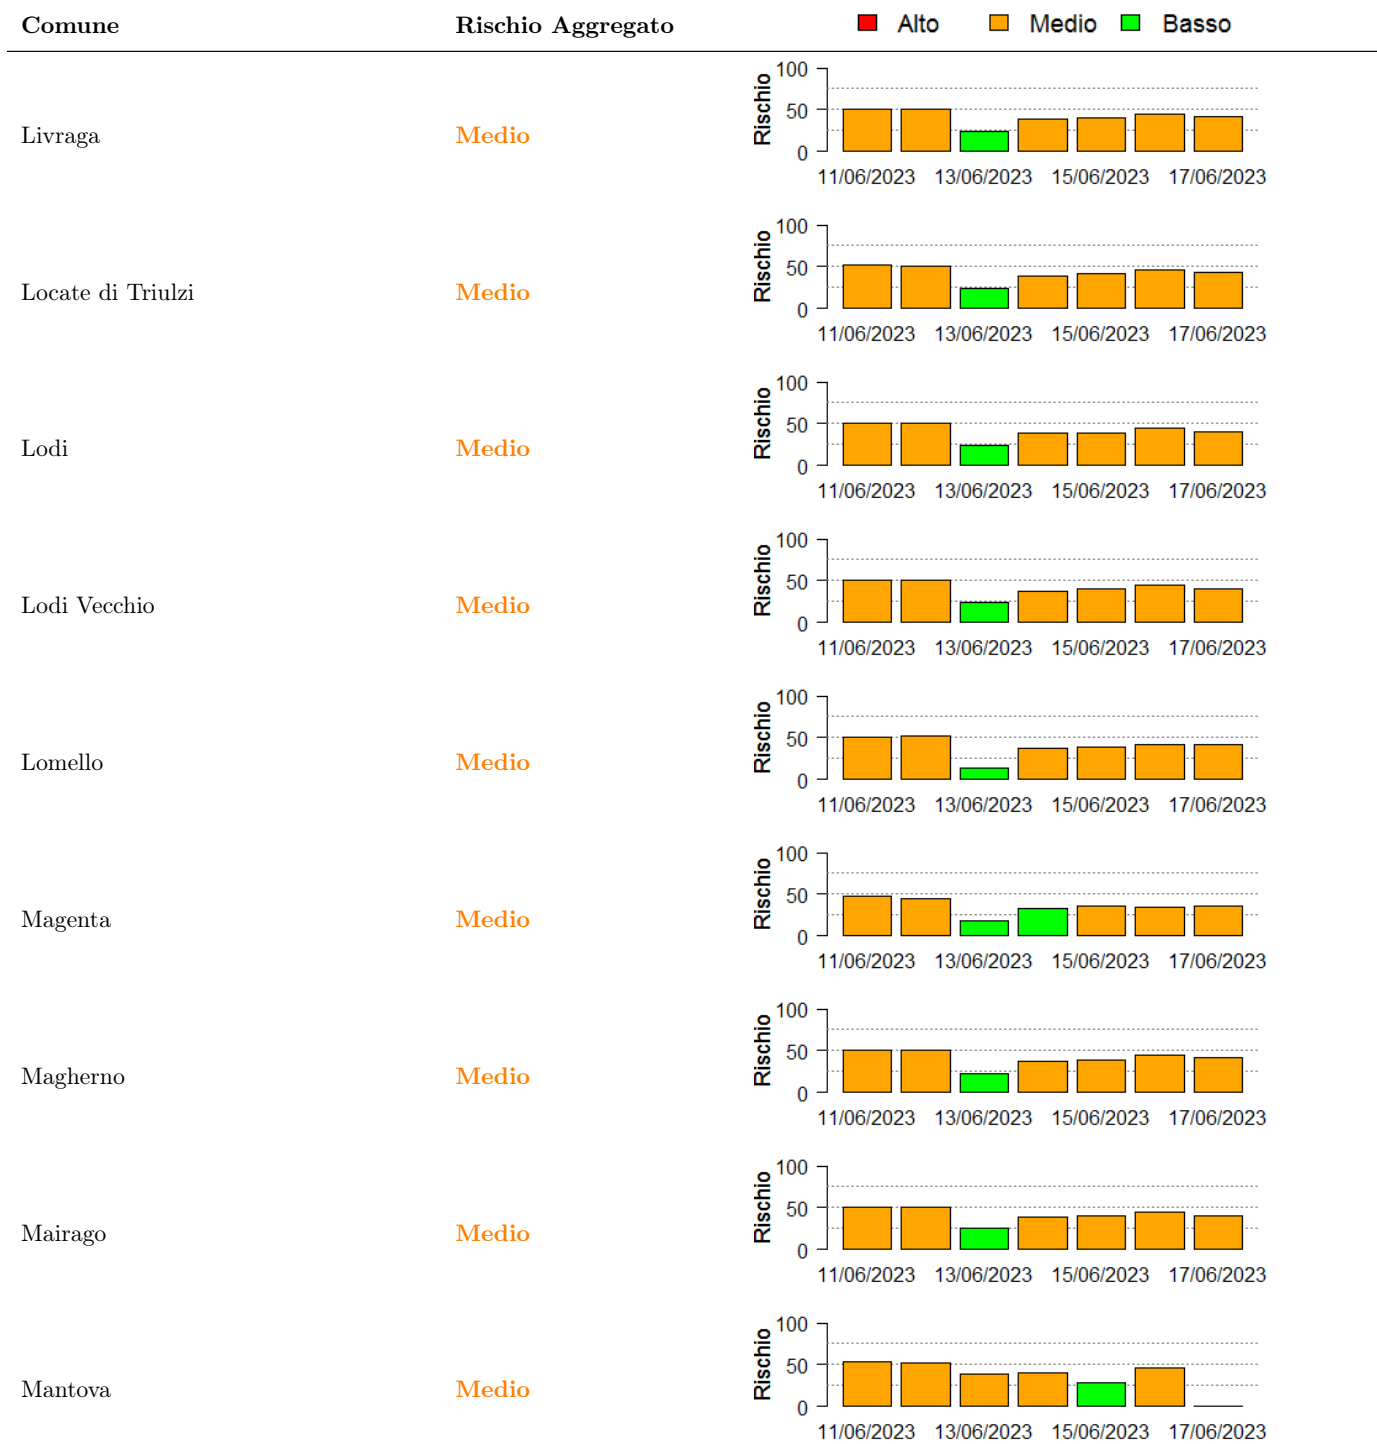 Comune Rischio Aggregato Alto Medio Basso
Livraga Medio Rischio 100 50 0
11/06/2023 13/06/2023 15/06/2023 17/06/2023
Locate di Triulzi Medio Rischio 100 50 0
11/06/2023 13/06/2023 15/06/2023 17/06/2023
Lodi Medio Rischio 100 50 0
11/06/2023 13/06/2023 15/06/2023 17/06/2023
Lodi Vecchio Medio Rischio 100 50 0
11/06/2023 13/06/2023 15/06/2023 17/06/2023
Lomello Medio Rischio 100 50 0
11/06/2023 13/06/2023 15/06/2023 17/06/2023
Magenta Medio Rischio 100 50 0
11/06/2023 13/06/2023 15/06/2023 17/06/2023
Magherno Medio Rischio 100 50 0
11/06/2023 13/06/2023 15/06/2023 17/06/2023
Mairago Medio Rischio 100 50 0
11/06/2023 13/06/2023 15/06/2023 17/06/2023
Mantova Medio Rischio 100 50 0
11/06/2023 13/06/2023 15/06/2023 17/06/2023